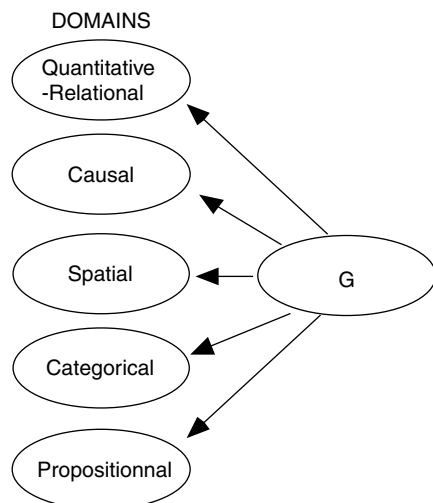 DOMAINS
Quantitative
-Relational
Causal
Spatial
G
Categorical
Propositionnal